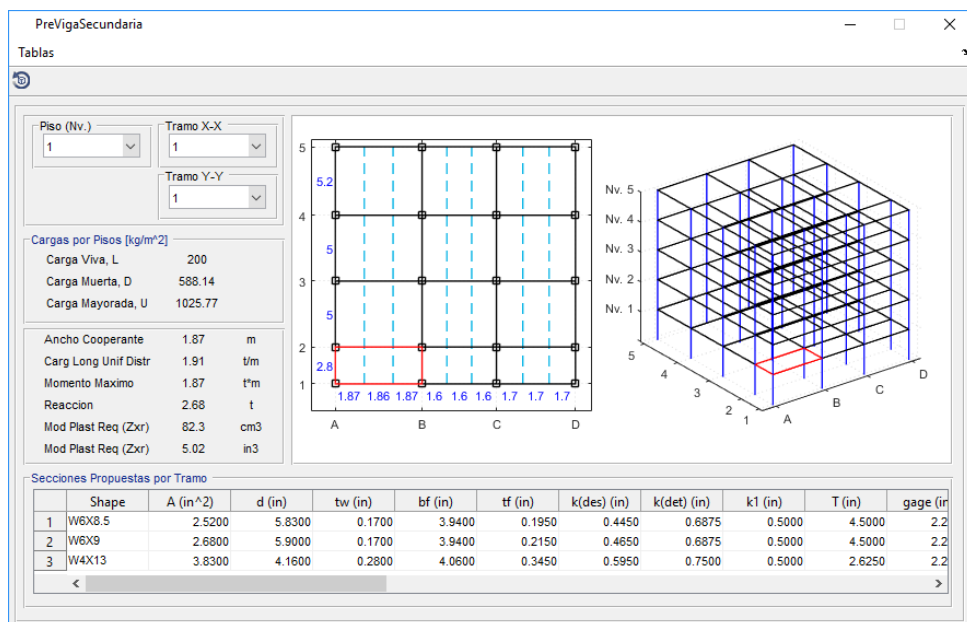 PreVigaSecundaria
Tablas
Piso (Nv.)
1
Tramo X-X
1
Tramo Y-Y
1
Cargas por Pisos [kg/m^2]
Carga Viva, L 200
Carga Muerta, D 588.14
Carga Mayorada, U 1025.77
Ancho Cooperante 1.87 m
Carg Long Unif Distr 1.91 t/m
Momento Maximo 1.87 t*m
Reaccion 2.68 t
Mod Plast Req (Zxr) 82.3 cm3
Mod Plast Req (Zxr) 5.02 in3
5
5.2
4
5
3
5
2
2.8
1
1.87 1.86 1.87 1.6 1.6 1.6 1.7 1.7 1.7
A B C D
Nv. 5
Nv. 4
Nv. 3
Nv. 2
Nv. 1
5
4
3
2
1
A
B
C
D
Secciones Propuestas por Tramo
Shape A (in^2) d (in) tw (in) bf (in) tf (in) k(des) (in) k(det) (in) k1 (in) T (in) gage (in
1 W6X8.5 2.5200 5.8300 0.1700 3.9400 0.1950 0.4450 0.6875 0.5000 4.5000 2.2
2 W6X9 2.6800 5.9000 0.1700 3.9400 0.2150 0.4650 0.6875 0.5000 4.5000 2.2
3 W4X13 3.8300 4.1600 0.2800 4.0600 0.3450 0.5950 0.7500 0.5000 2.6250 2.2